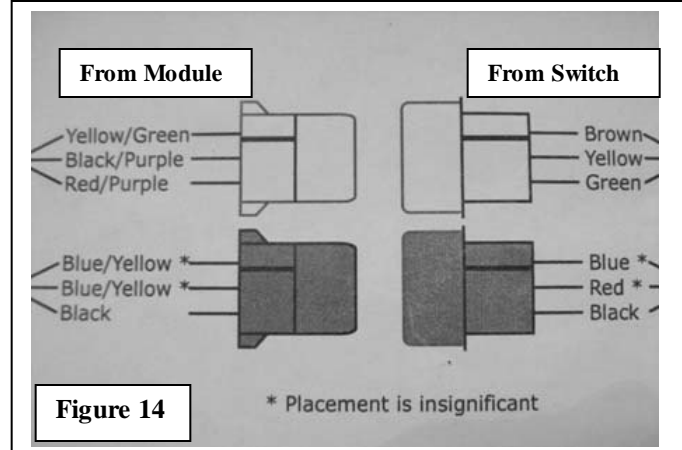 From Module
From Switch
Yellow/Green
Black/Purple
Red/Purple
Brown
Yellow
Green
Blue/Yellow *
Blue/Yellow *
Black
Blue *
Red *
Black
* Placement is insignificant
Figure 14